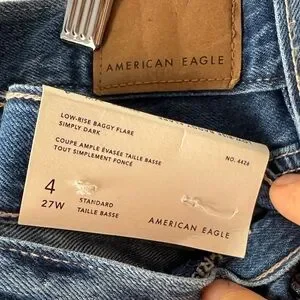 AMERICAN EAGLE
LOW-RISE BAGGY FLARE
SIMPLY DARK
COUPE AMPLE ÉVASÉE TAILLE BASSE
TOUT SIMPLEMENT FONCÉ
NO. 4426
4
27W
STANDARD
TAILLE BASSE
AMERICAN EAGLE